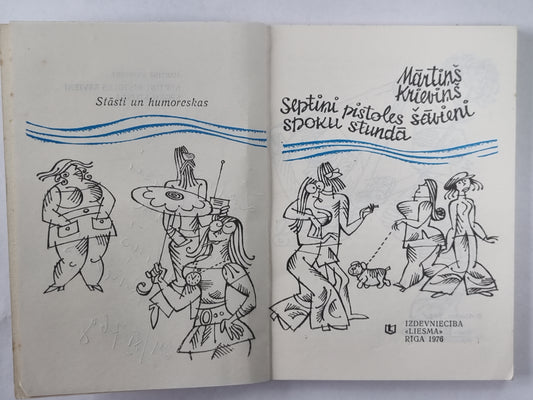 Stāsti un humoreskas
Mārtiņš
Krieviņš
Septiņi pistoles šāvieni
spoku stundā
IZDEVNIECĪBA
«LIESMA»
RĪGA 1976